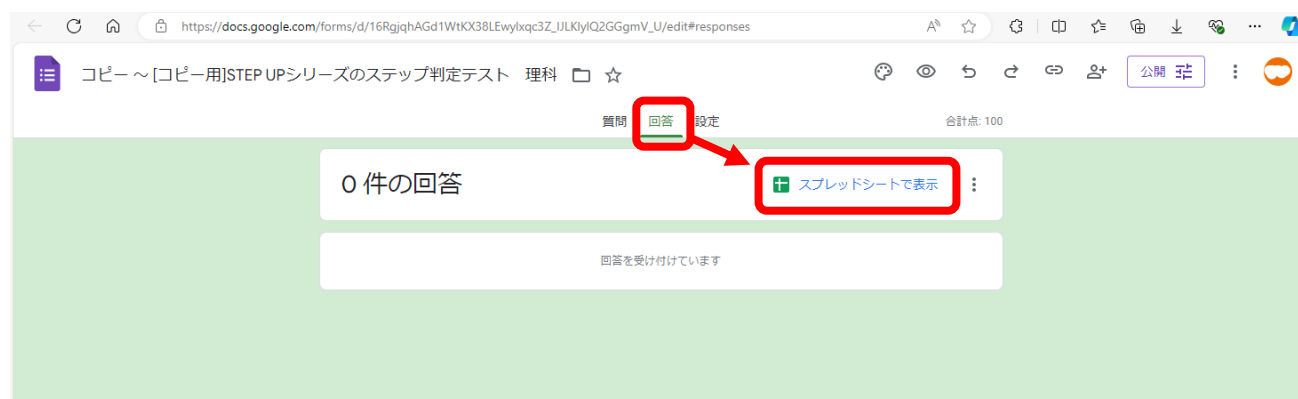 https://docs.google.com/forms/d/16RgjqhAGd1WtKX38LEwylxqc3Z_IJLKlylQ2GGgmV_U/edit#responses
コピー ～ [コピー用]STEP UPシリーズのステップ判定テスト　理科
公開
質問 回答 設定
合計点: 100
0 件の回答
スプレッドシートで表示
回答を受け付けています